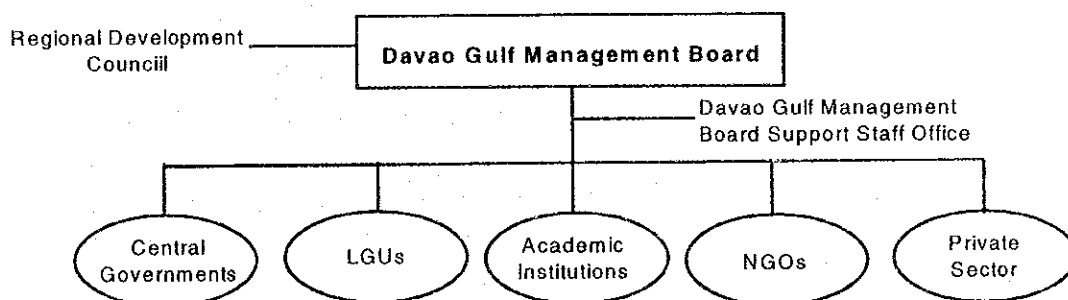 Regional Development
Counciil
Davao Gulf Management Board
Davao Gulf Management
Board Support Staff Office
Central
Governments
LGUs
Academic
Institutions
NGOs
Private
Sector